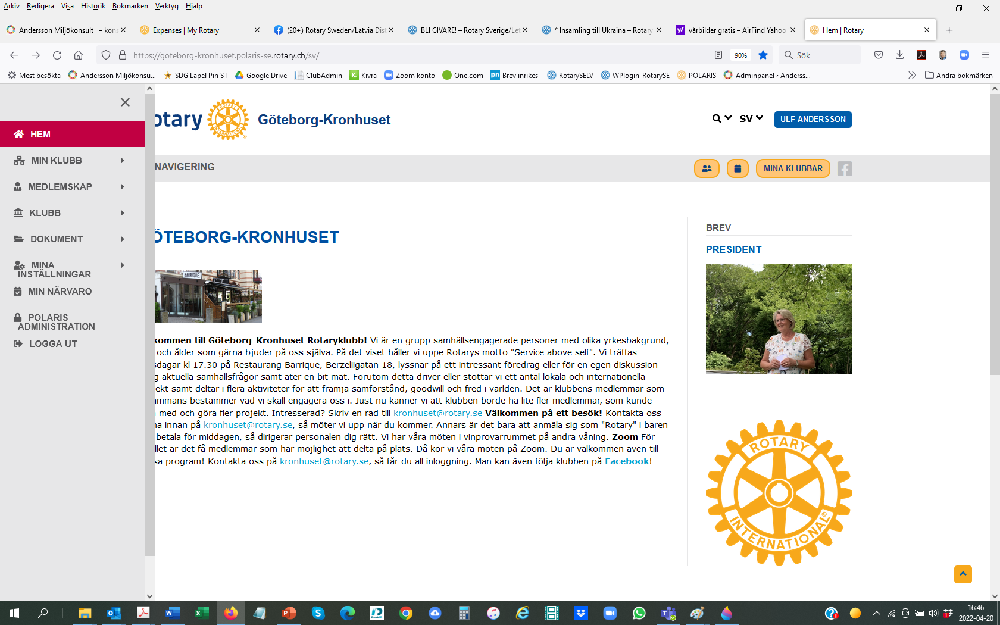 Arkiv Redigera Visa Historik Bokmärken Verktyg Hjälp
Andersson Miljökonsult | – kons
Expenses | My Rotary
(20+) Rotary Sweden/Latvia Dist
BLI GIVARE! – Rotary Sverige/Let
* Insamling till Ukraina – Rotary
vårbilder gratis – AirFind Yahoo
Hem | Rotary
https://goteborg-kronhuset.polaris-se.rotary.ch/sv/
90%
Sök
Mest besökta
Andersson Miljökonsu...
SDG Lapel Pin ST
Google Drive
ClubAdmin
Kivra
Zoom konto
One.com
Brev inrikes
RotarySELV
WPlogin_RotarySE
POLARIS
Adminpanel ‹ Anderss...
Andra bokmärken
HEM
MIN KLUBB
MEDLEMSKAP
KLUBB
DOKUMENT
MINA
INSTÄLLNINGAR
MIN NÄRVARO
POLARIS
ADMINISTRATION
LOGGA UT
otary
ROTARY
INTERNATIONAL
Göteborg-Kronhuset
SV
ULF ANDERSSON
NAVIGERING
MINA KLUBBAR
ÖTEBORG-KRONHUSET
BARRIQUE
kommen till Göteborg-Kronhuset Rotaryklubb! Vi är en grupp samhällsengagerade personer med olika yrkesbakgrund,
och ålder som gärna bjuder på oss själva. På det viset håller vi uppe Rotarys motto "Service above self". Vi träffas
sdagar kl 17.30 på Restaurang Barrique, Berzeliigatan 18, lyssnar på ett intressant föredrag eller för en egen diskussion
g aktuella samhällsfrågor samt äter en bit mat. Förutom detta driver eller stöttar vi ett antal lokala och internationella
ekt samt deltar i flera aktiviteter för att främja samförstånd, goodwill och fred i världen. Det är klubbens medlemmar som
ammans bestämmer vad vi skall engagera oss i. Just nu känner vi att klubben borde ha lite fler medlemmar, som kunde
med och göra fler projekt. Intresserad? Skriv en rad till kronhuset@rotary.se Välkommen på ett besök! Kontakta oss
na innan på kronhuset@rotary.se, så möter vi upp när du kommer. Annars är det bara att anmäla sig som "Rotary" i baren
betala för middagen, så dirigerar personalen dig rätt. Vi har våra möten i vinprovarrummet på andra våning. Zoom För
llet är det få medlemmar som har möjlighet att delta på plats. Då kör vi våra möten på Zoom. Du är välkommen även till
sa program! Kontakta oss på kronhuset@rotary.se, så får du all inloggning. Man kan även följa klubben på Facebook!
BREV
PRESIDENT
ROTARY
INTERNATIONAL
16:46
2022-04-20